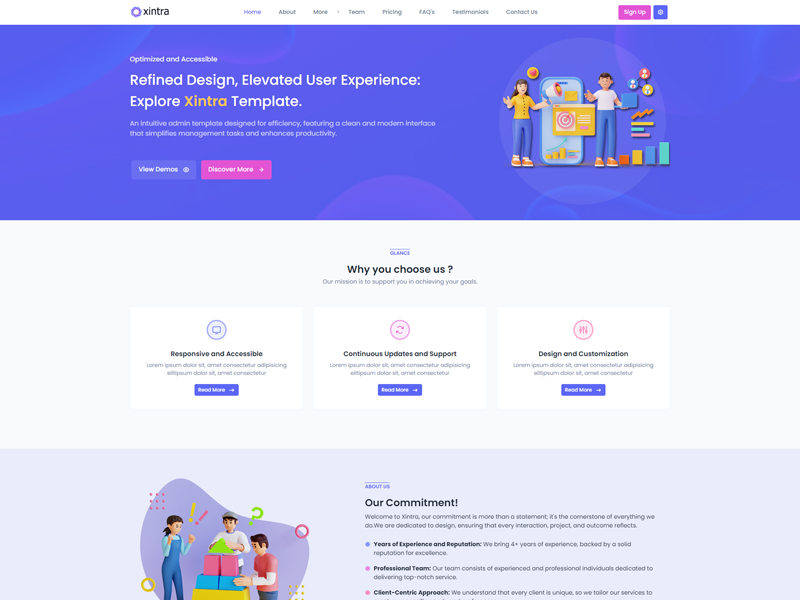 xintra
Home About More Team Pricing FAQ's Testimonials Contact Us Sign Up
Optimized and Accessible
Refined Design, Elevated User Experience:
Explore Xintra Template.
An intuitive admin template designed for efficiency, featuring a clean and modern interface
that simplifies management tasks and enhances productivity.
View Demos Discover More
GLANCE
Why you choose us ?
Our mission is to support you in achieving your goals.
Responsive and Accessible
Lorem ipsum dolor sit, amet consectetur adipisicing
elitipsum dolor sit, amet consectetur
Read More
Continuous Updates and Support
Lorem ipsum dolor sit, amet consectetur adipisicing
elitipsum dolor sit, amet consectetur
Read More
Design and Customization
Lorem ipsum dolor sit, amet consectetur adipisicing
elitipsum dolor sit, amet consectetur
Read More
ABOUT US
Our Commitment!
Welcome to Xintra, our commitment is more than a statement; it's the cornerstone of everything we
do.We are dedicated to design, ensuring that every interaction, project, and outcome reflects.
Years of Experience and Reputation: We bring 4+ years of experience, backed by a solid
reputation for excellence.
Professional Team: Our team consists of experienced and professional individuals dedicated to
delivering top-notch service.
Client-Centric Approach: We understand that every client is unique, so we tailor our services to